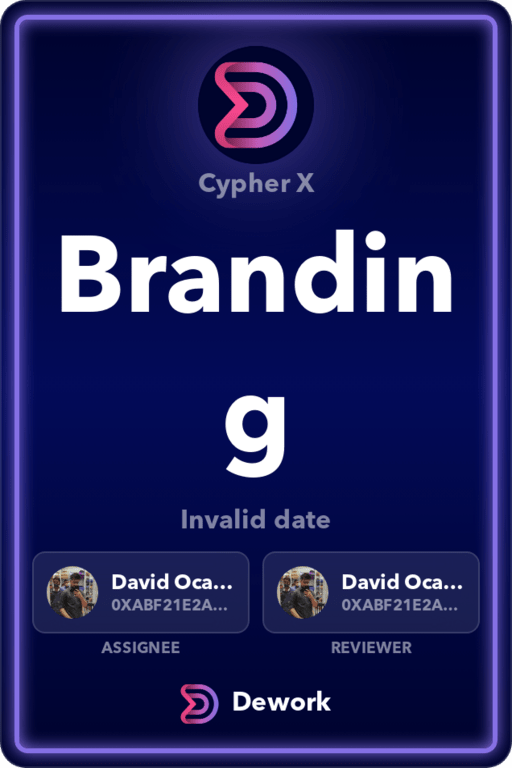 Cypher X
Brandin
g
Invalid date
David Oca...
0XABF21E2A...
ASSIGNEE
David Oca...
0XABF21E2A...
REVIEWER
Dework